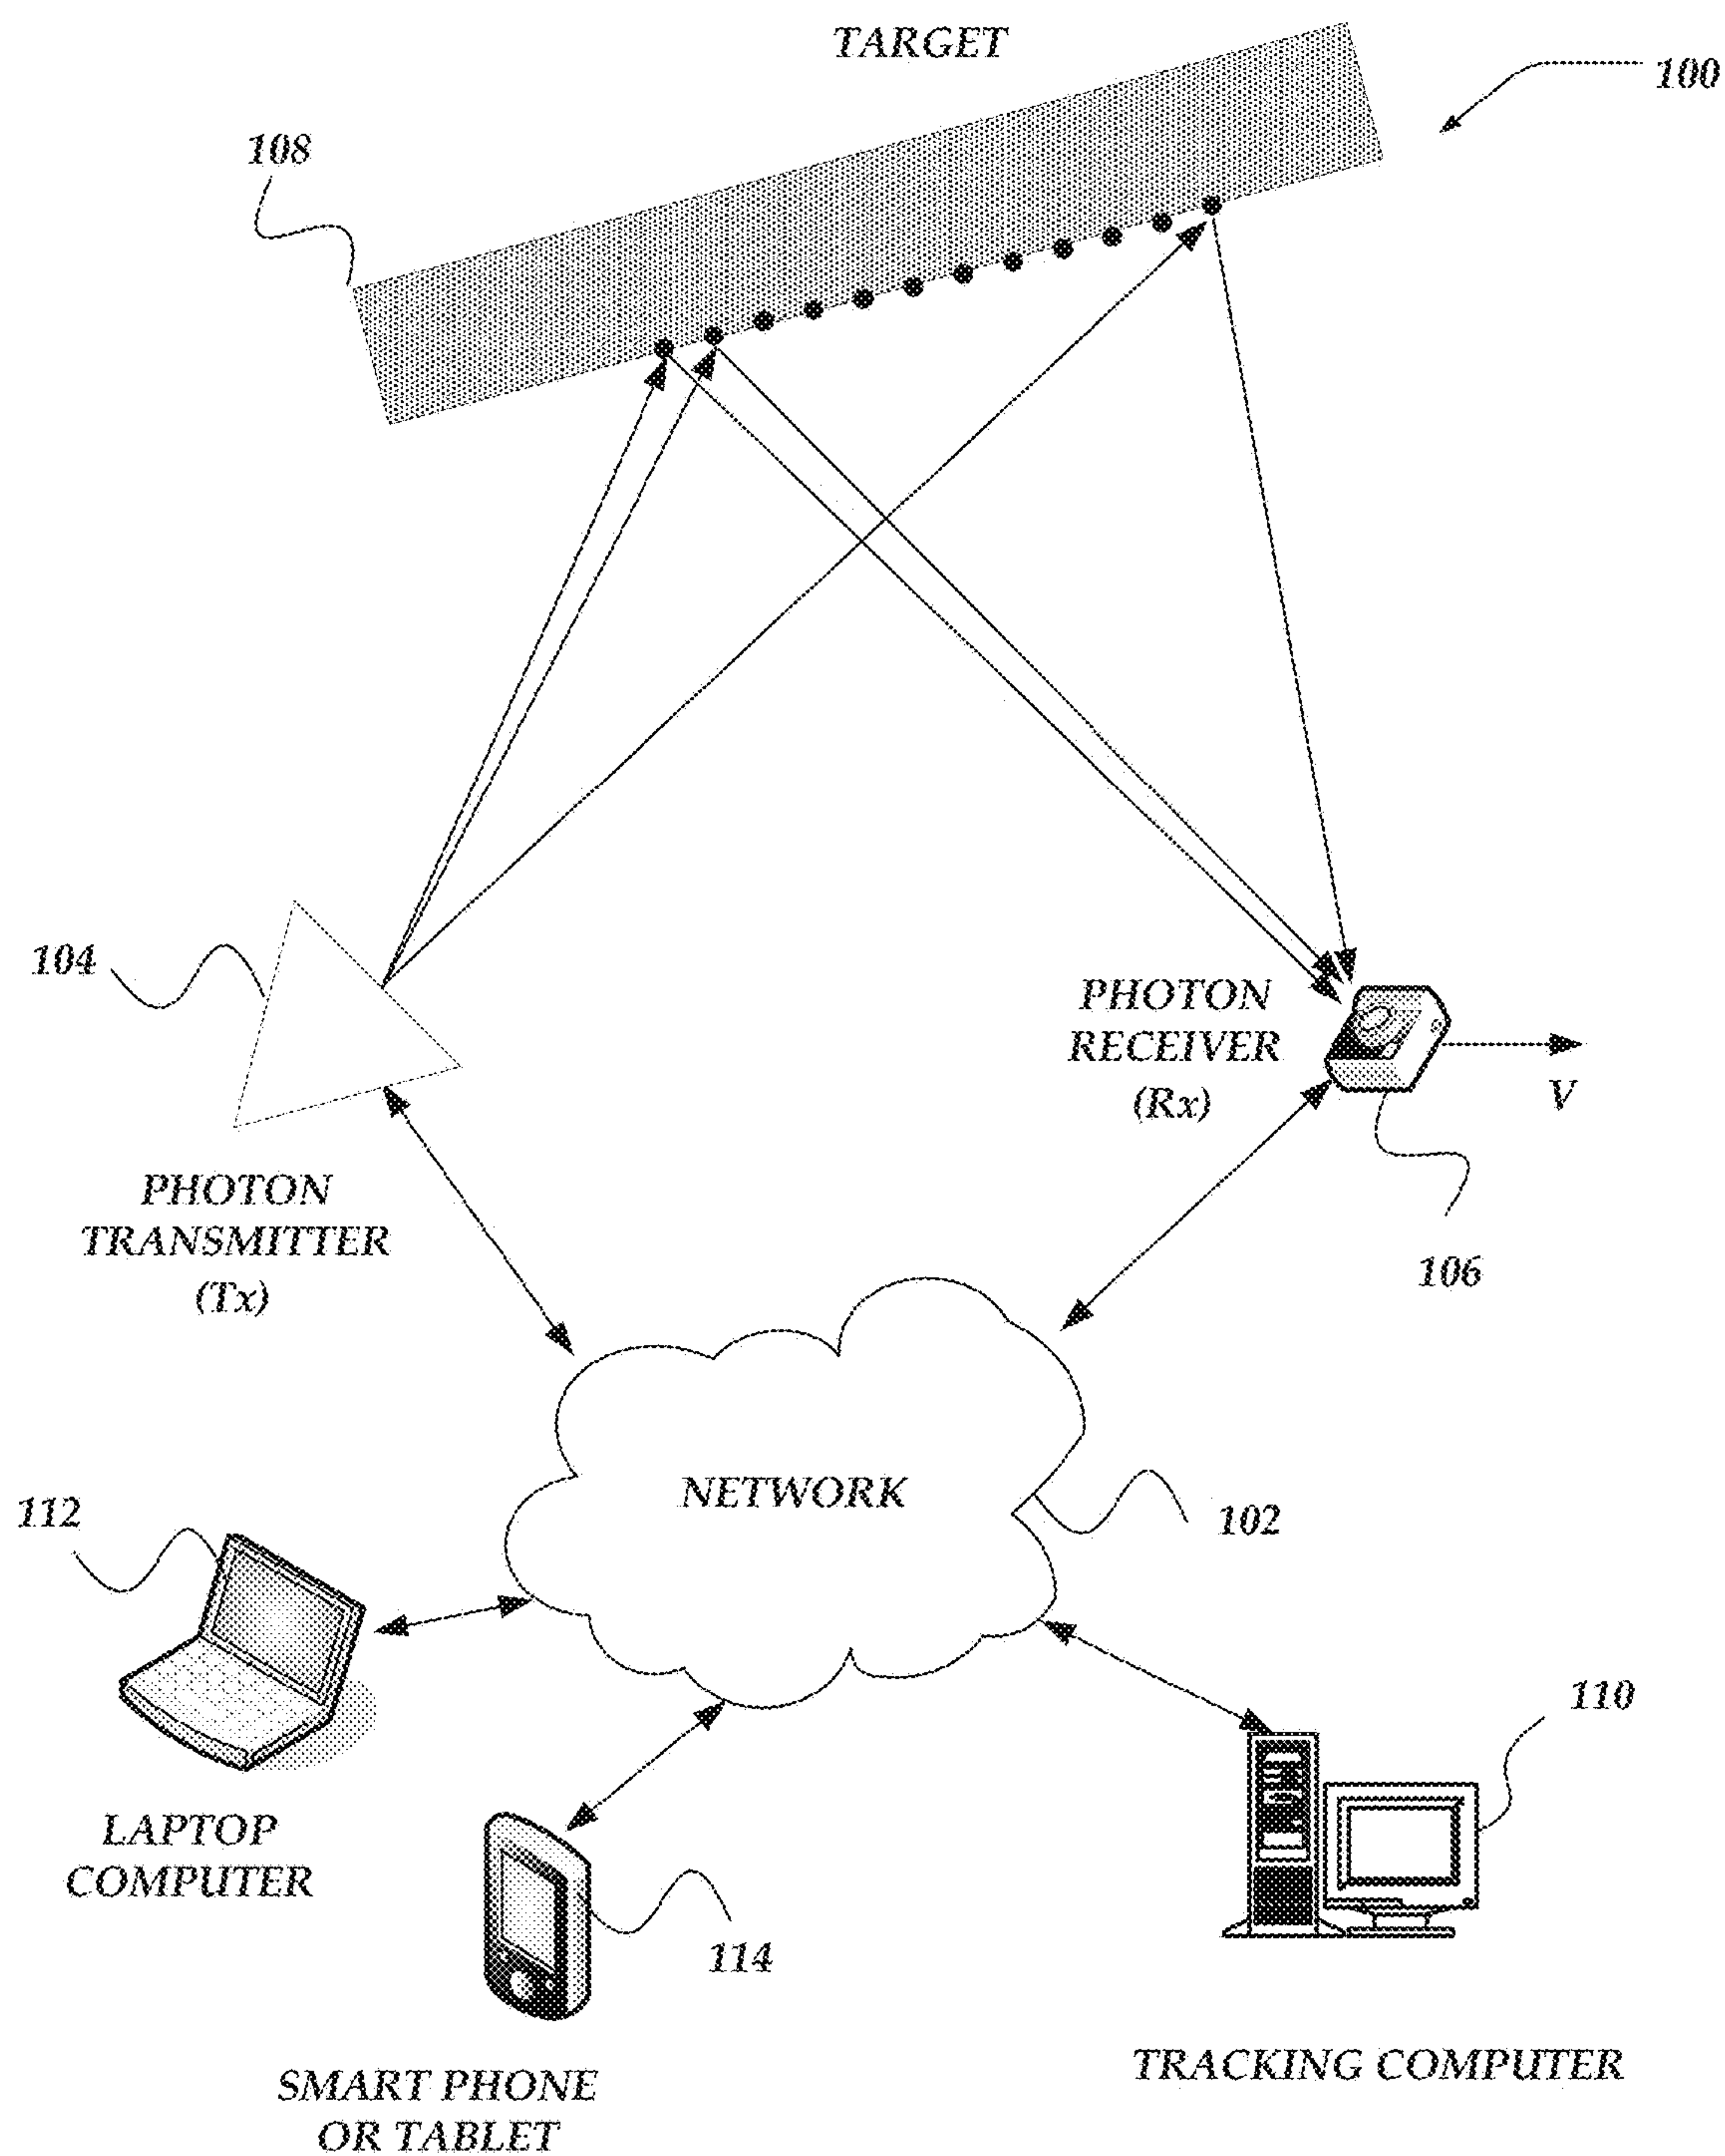 TARGET
100
108
104
PHOTON
RECEIVER
(Rx)
V
PHOTON
TRANSMITTER
(Tx)
106
NETWORK
112
102
110
LAPTOP
COMPUTER
114
TRACKING COMPUTER
SMART PHONE
OR TABLET